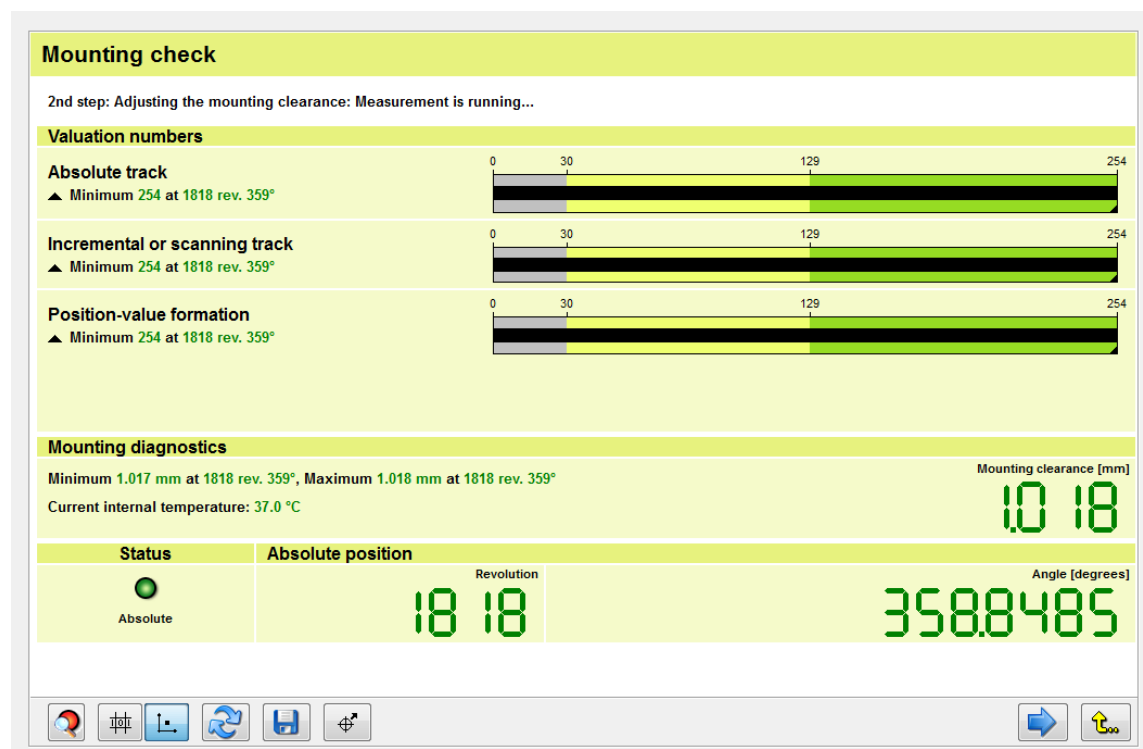 Mounting check
2nd step: Adjusting the mounting clearance: Measurement is running...
Valuation numbers
Absolute track
Minimum 254 at 1818 rev. 359°
0 30 129 254
Incremental or scanning track
Minimum 254 at 1818 rev. 359°
0 30 129 254
Position-value formation
Minimum 254 at 1818 rev. 359°
0 30 129 254
Mounting diagnostics
Minimum 1.017 mm at 1818 rev. 359°, Maximum 1.018 mm at 1818 rev. 359°
Current internal temperature: 37.0 °C
Mounting clearance [mm]
1.018
Status
Absolute
Absolute position
Revolution
1818
Angle [degrees]
358.8485